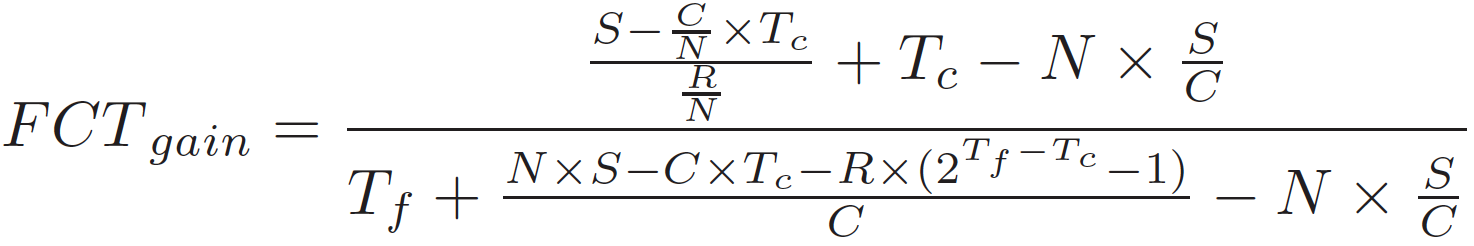 FCT_{gain} = \frac{\frac{S-\frac{C}{N}\times T_c}{\frac{R}{N}} + T_c - N \times \frac{S}{C}}{T_f + \frac{N\times S-C\times T_c-R\times(2^{T_f-T_c}-1)}{C} - N \times \frac{S}{C}}